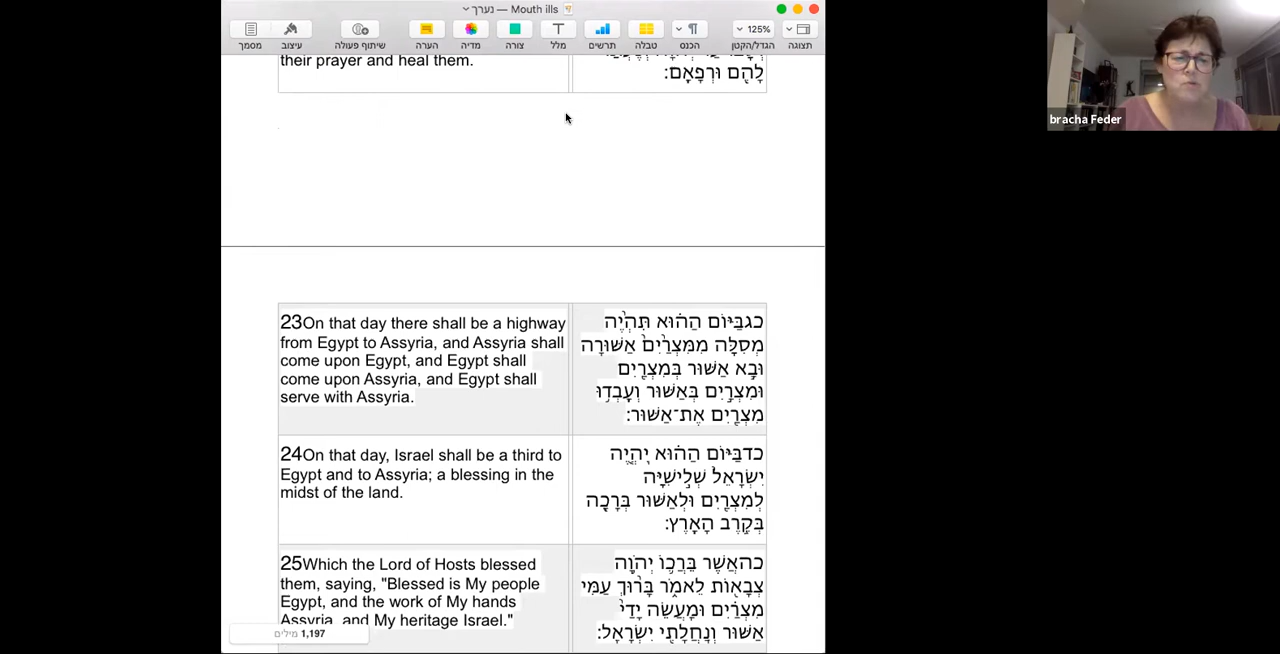 נערך — Mouth ills
125%
תצוגה
הגדל/הקטן
הכנס
טבלה
תרשים
מלל
צורה
מדיה
הערה
שיתוף פעולה
עיצוב
מסמך
bracha Feder
their prayer and heal them.
לָהֶ֖ם וּרְפָאָֽם:
23On that day there shall be a highway
from Egypt to Assyria, and Assyria shall
come upon Egypt, and Egypt shall
come upon Assyria, and Egypt shall
serve with Assyria.
כגבַּיּ֨וֹם הַה֜וּא תִּֽהְיֶ֨ה
מְסִלָּ֚ה מִמִּצְרַ֙יִם֙ אַשּׁ֔וּרָה
וּבָֽא אַשּׁ֥וּר בְּמִצְרַ֖יִם
וּמִצְרַ֣יִם בְּאַשּׁ֑וּר וְעָֽבְד֥וּ
מִצְרַ֖יִם אֶת־אַשּֽׁוּר:
24On that day, Israel shall be a third to
Egypt and to Assyria; a blessing in the
midst of the land.
כדבַּיּ֣וֹם הַה֗וּא יִֽהְיֶ֚ה
יִשְׂרָאֵל֙ שְׁלִ֣ישִׁיָּ֔ה
לְמִצְרַ֖יִם וּלְאַשּׁ֑וּר בְּרָכָ֖ה
בְּקֶ֥רֶב הָאָֽרֶץ:
25Which the Lord of Hosts blessed
them, saying, "Blessed is My people
Egypt, and the work of My hands
Assyria, and My heritage Israel."
כהאֲשֶׁ֧ר בֵּֽרֲכ֛וֹ יְהֹוָ֥ה
צְבָא֖וֹת לֵאמֹ֑ר בָּר֨וּךְ עַמִּ֜י
מִצְרַ֗יִם וּמַֽעֲשֵׂ֚ה יָדַי֙
אַשּׁ֔וּר וְנַֽחֲלָתִ֖י יִשְׂרָאֵֽל:
1,197 מילים